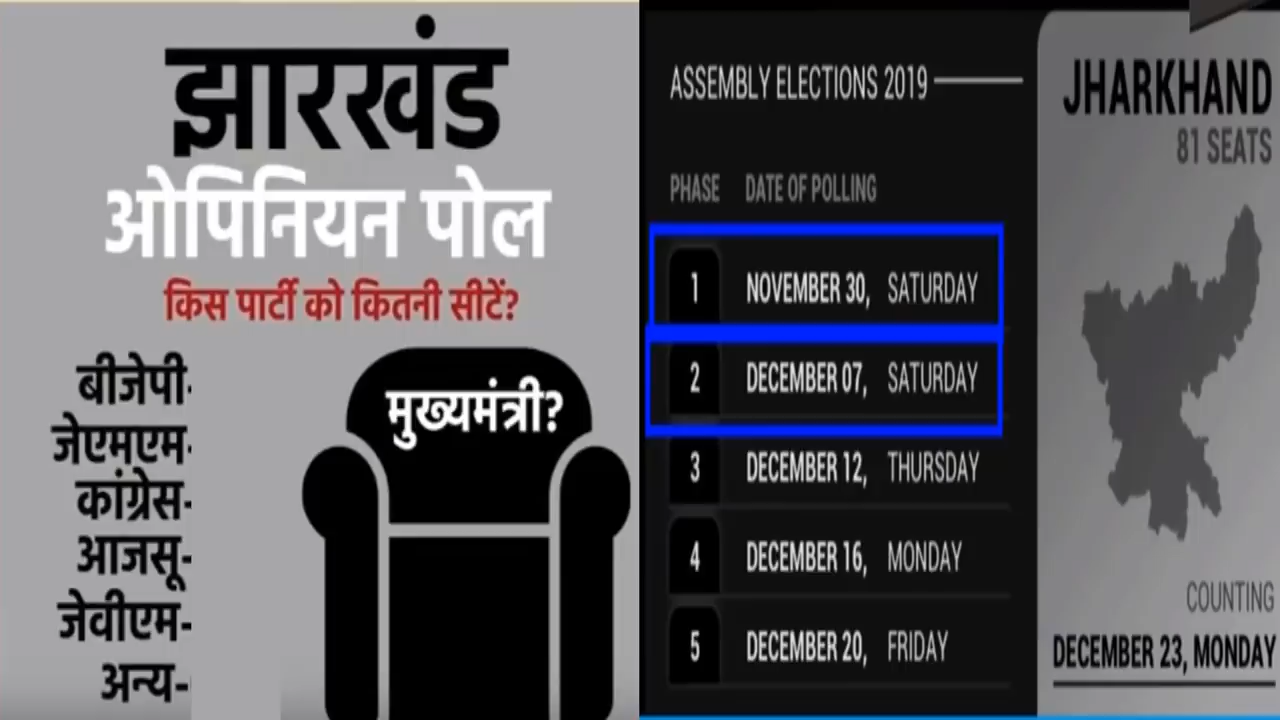 झारखंड
ओपिनियन पोल
किस पार्टी को कितनी सीटें?
मुख्यमंत्री?
बीजेपी-
जेएमएम-
कांग्रेस-
आजसू-
जेवीएम-
अन्य-
ASSEMBLY ELECTIONS 2019
PHASE DATE OF POLLING
1 NOVEMBER 30, SATURDAY
2 DECEMBER 07, SATURDAY
3 DECEMBER 12, THURSDAY
4 DECEMBER 16, MONDAY
5 DECEMBER 20, FRIDAY
JHARKHAND
81 SEATS
COUNTING
DECEMBER 23, MONDAY